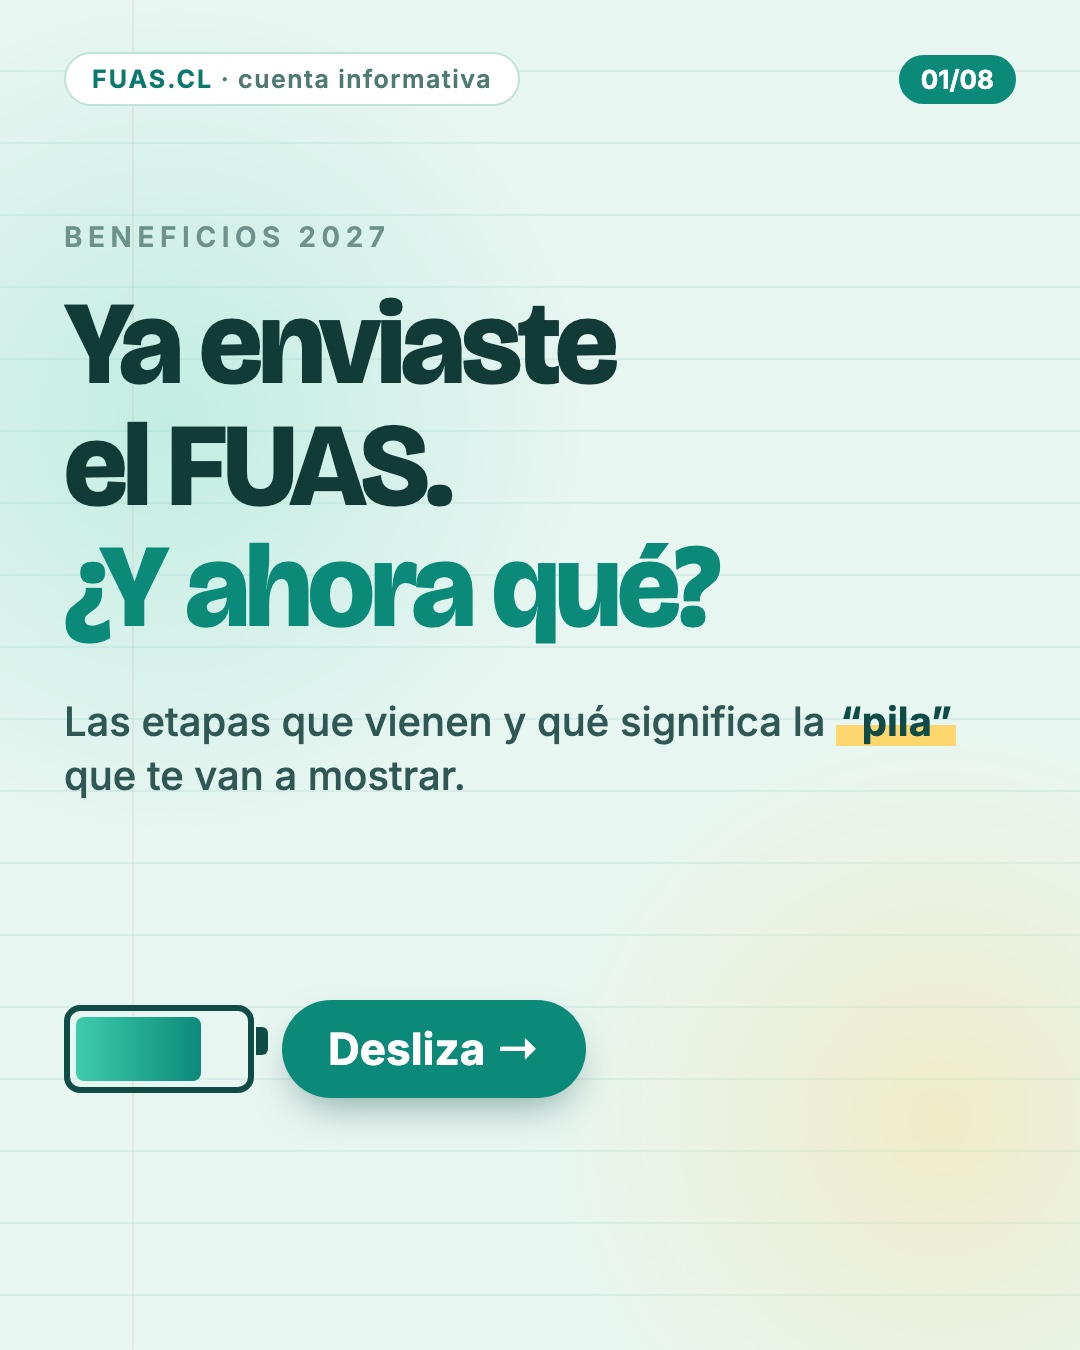 FUAS.CL · cuenta informativa
01/08
BENEFICIOS 2027
Ya enviaste
el FUAS.
¿Y ahora qué?
Las etapas que vienen y qué significa la “pila”
que te van a mostrar.
Desliza →